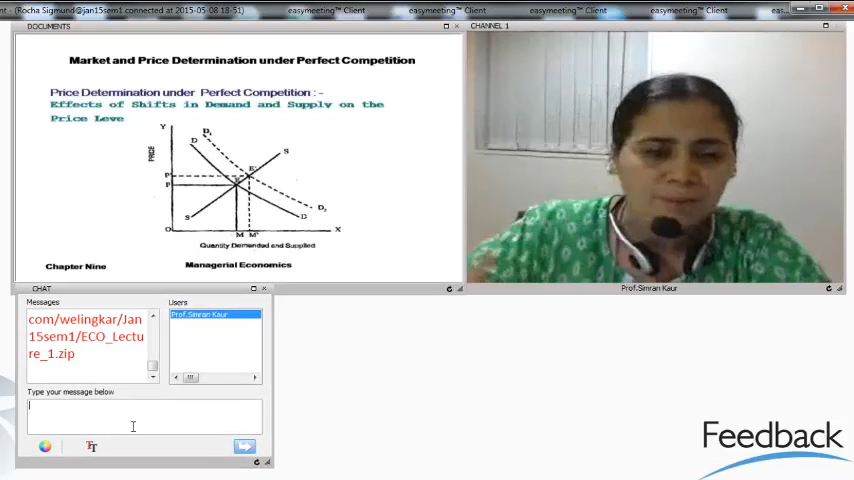 nt - (Rocha Sigmund@jan15sem1 connected at 2015-05-08 18-51)
easymeeting™ Client
easymeeting™ Client
easymeeting™ Client
easymeeting™ Client
DOCUMENTS
Market and Price Determination under Perfect Competition
Price Determination under Perfect Competition : -
Effects of Shifts in Demand and Supply on the
Price Leve
Y
PRICE
D
D₁
S
P'
E'
P
E
D₁
S
D
O
M
M'
X
Quantity Demended and Supplied
Chapter Nine
Managerial Economics
CHANNEL 1
Prof.Simran Kaur
CHAT
Messages
com/welingkar/Jan
15sem1/ECO_Lectu
re_1.zip
Users
Prof.Simran Kaur
Type your message below
Feedback